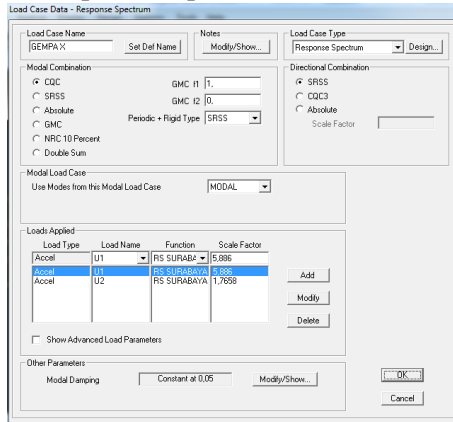 Load Case Data - Response Spectrum
Load Case Name
GEMPA X
Set Def Name
Notes
Modify/Show...
Load Case Type
Response Spectrum
Design...
Modal Combination
CQC
SRSS
Absolute
GMC
NRC 10 Percent
Double Sum
GMC f1 1,
GMC f2 0,
Periodic + Rigid Type SRSS
Directional Combination
SRSS
CQC3
Absolute
Scale Factor
Modal Load Case
Use Modes from this Modal Load Case MODAL
Loads Applied
Load Type Load Name Function Scale Factor
Accel U1 RS SURABA 5,886
Accel U1 RS SURABAYA 5,886
Accel U2 RS SURABAYA 1,7658
Add
Modify
Delete
Show Advanced Load Parameters
Other Parameters
Modal Damping Constant at 0,05 Modify/Show...
OK
Cancel